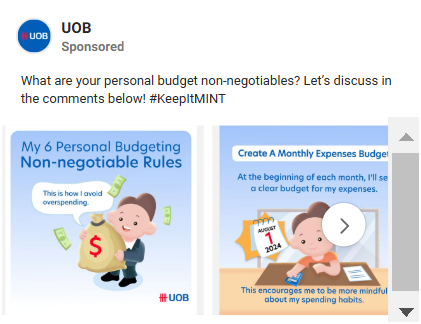 UOB
UOB
Sponsored
What are your personal budget non-negotiables? Let's discuss in
the comments below! #KeepItMINT
My 6 Personal Budgeting
Non-negotiable Rules
This is how I avoid
overspending.
$
UOB
Create A Monthly Expenses Budge
At the beginning of each month, I'll se
a clear budget for my expenses.
AUGUST
1
2024
This encourages me to be more mindful
about my spending habits.